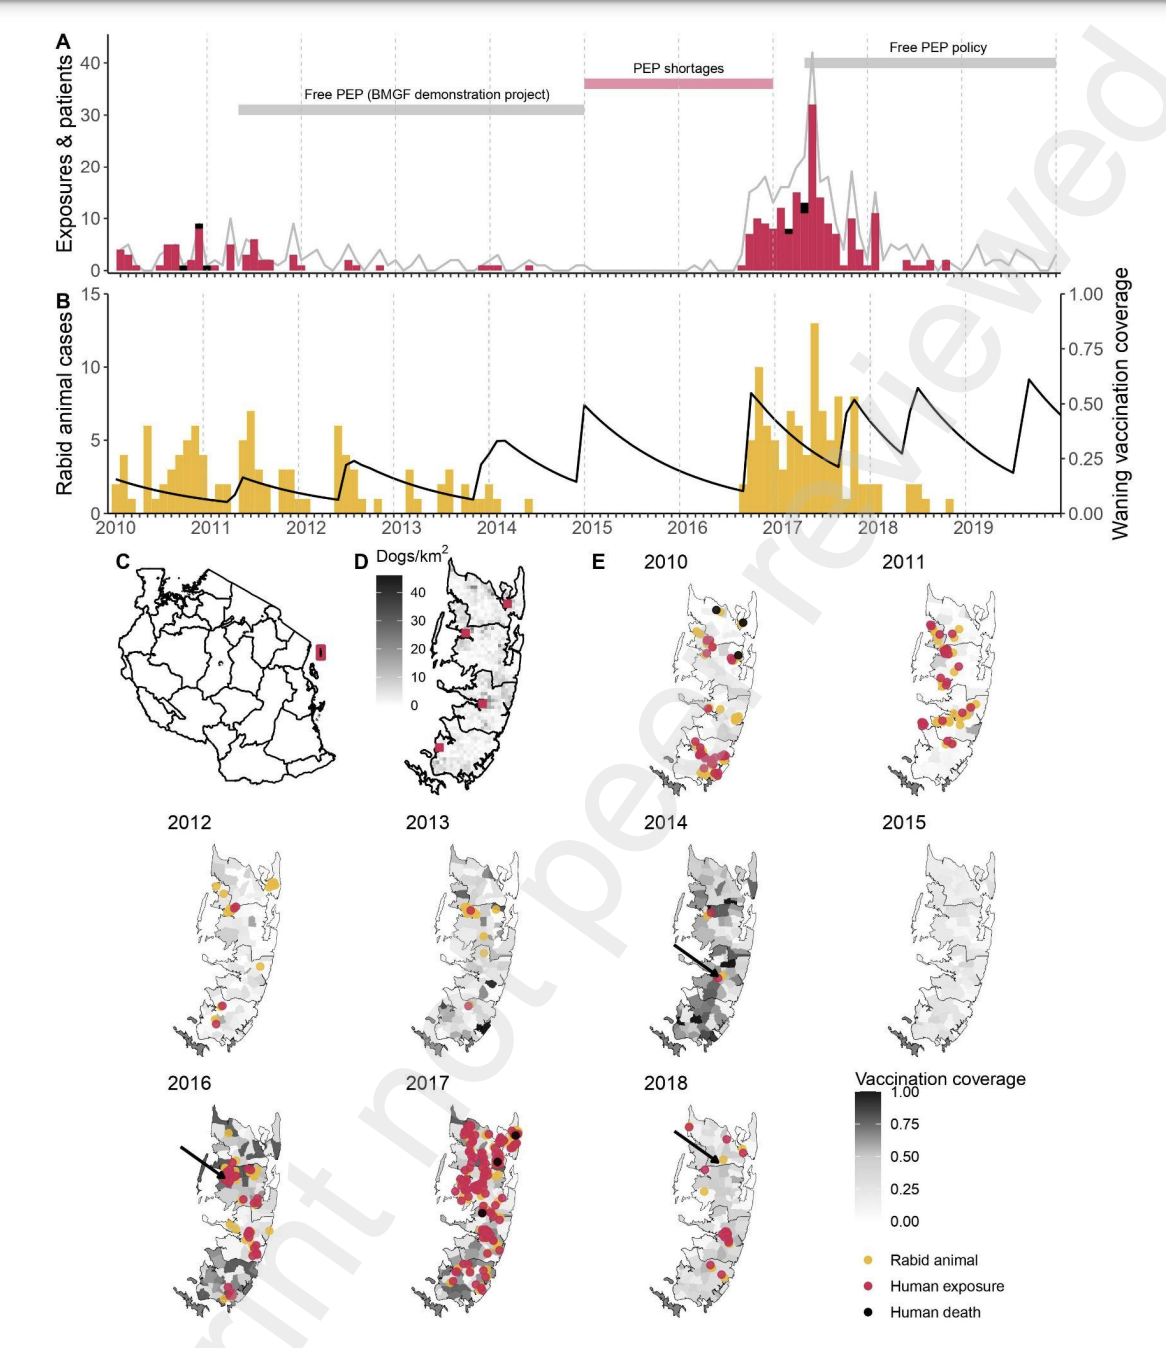 A
Exposures & patients
40
30
20
10
0
Free PEP (BMGF demonstration project)
PEP shortages
Free PEP policy
B
Rabid animal cases
15
10
5
0
2010 2011 2012 2013 2014 2015 2016 2017 2018 2019
1.00
0.75
0.50
0.25
0.00
Waning vaccination coverage
C
D
Dogs/km²
40
30
20
10
0
E
2010
2011
2012
2013
2014
2015
2016
2017
2018
Vaccination coverage
1.00
0.75
0.50
0.25
0.00
Rabid animal
Human exposure
Human death
rint not peer reviewed